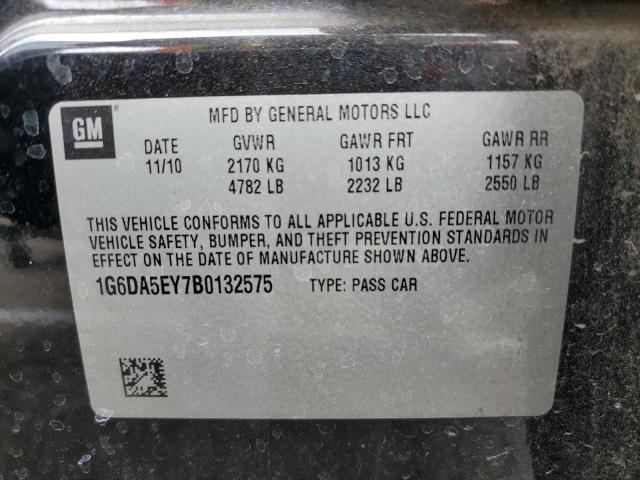 GM
MFD BY GENERAL MOTORS LLC
DATE GVWR GAWR FRT GAWR RR
11/10 2170 KG 1013 KG 1157 KG
4782 LB 2232 LB 2550 LB
THIS VEHICLE CONFORMS TO ALL APPLICABLE U.S. FEDERAL MOTOR
VEHICLE SAFETY, BUMPER, AND THEFT PREVENTION STANDARDS IN
EFFECT ON THE DATE OF MANUFACTURE SHOWN ABOVE.
1G6DA5EY7B0132575 TYPE: PASS CAR